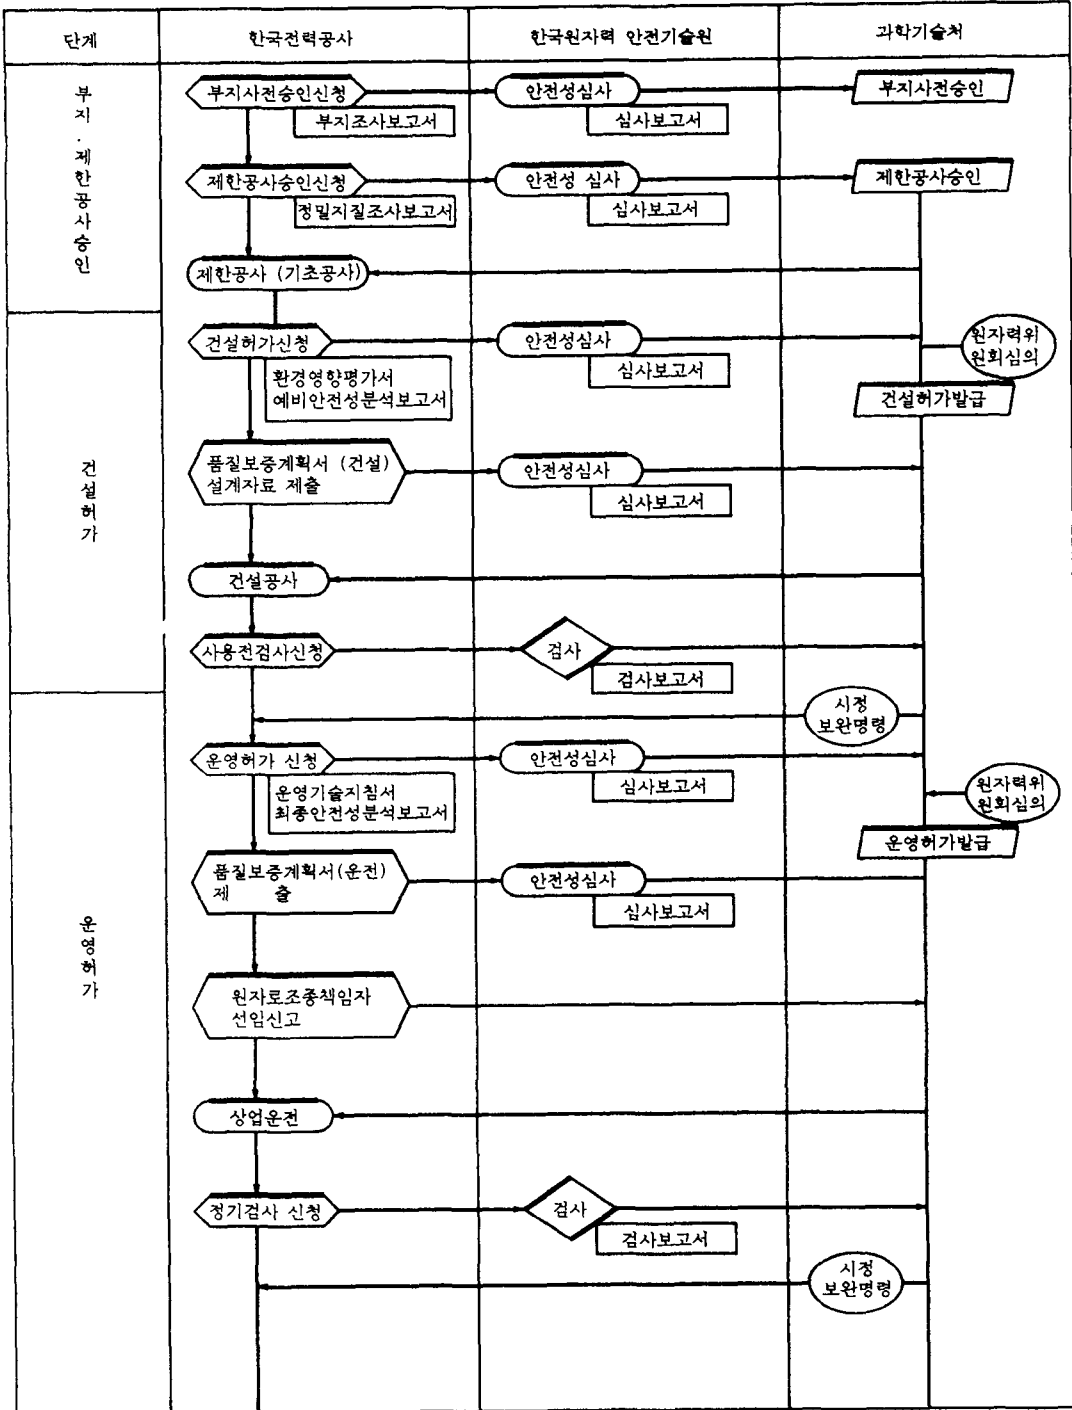 단계
한국전력공사
한국원자력 안전기술원
과학기술처
부지·제한공사승인
부지사전승인신청
안전성심사
부지사전승인
부지조사보고서
심사보고서
제한공사승인신청
안전성 심사
제한공사승인
정밀지질조사보고서
심사보고서
제한공사 (기초공사)
건설허가
건설허가신청
안전성심사
원자력위
원회심의
환경영향평가서
예비안전성분석보고서
심사보고서
건설허가발급
품질보증계획서 (건설)
설계자료 제출
안전성심사
심사보고서
건설공사
사용전검사신청
검사
검사보고서
시정
보완명령
운영허가
운영허가 신청
안전성심사
운영기술지침서
최종안전성분석보고서
심사보고서
원자력위
원회심의
운영허가발급
품질보증계획서(운전)
제 출
안전성심사
심사보고서
원자로조종책임자
선임신고
상업운전
정기검사 신청
검사
검사보고서
시정
보완명령